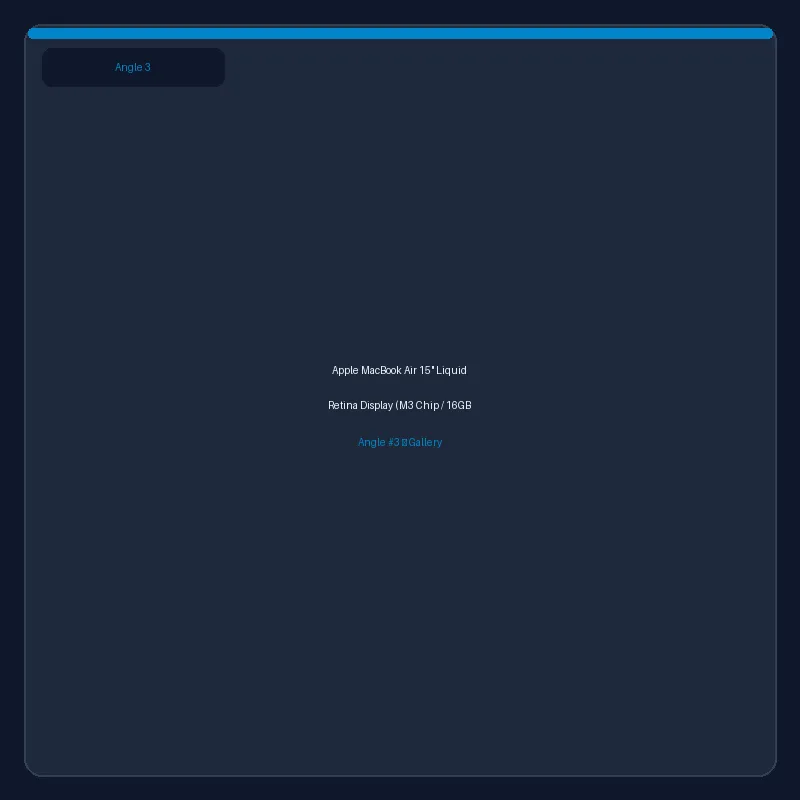 Angle 3
Apple MacBook Air 15" Liquid
Retina Display (M3 Chip / 16GB
Angle #3 Gallery